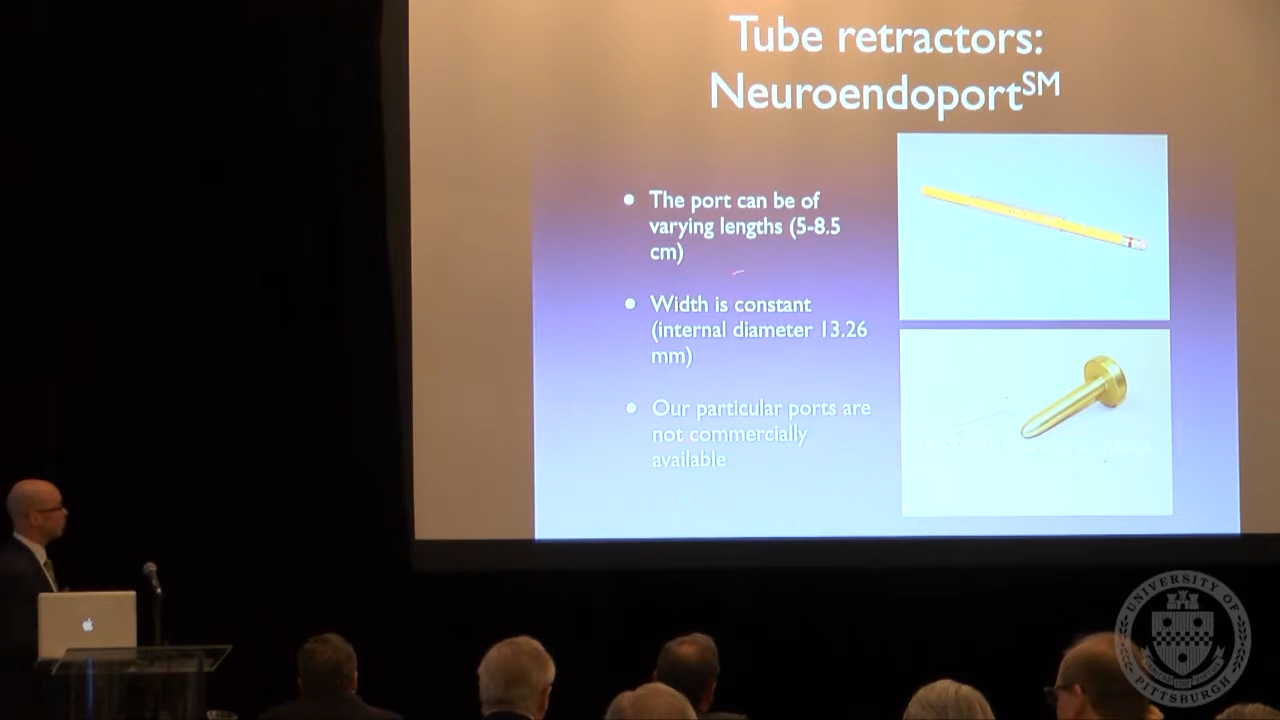 Tube retractors:
Neuroendoport℠
• The port can be of
varying lengths (5-8.5
cm)
• Width is constant
(internal diameter 13.26
mm)
• Our particular ports are
not commercially
available
UNIVERSITY OF
PITTSBURGH